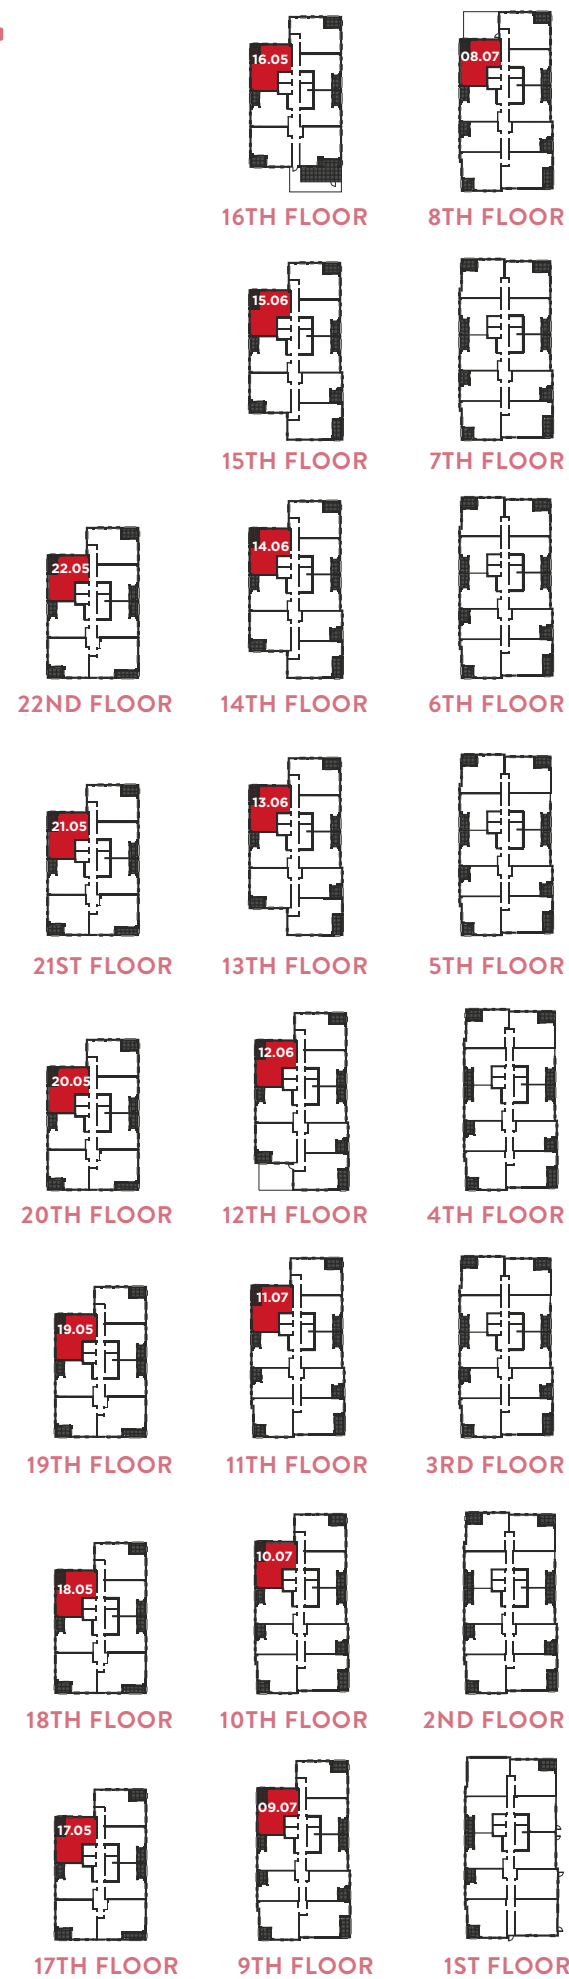 16.05
08.07
16TH FLOOR
8TH FLOOR
15.06
15TH FLOOR
7TH FLOOR
22.05
14.06
22ND FLOOR
14TH FLOOR
6TH FLOOR
21.05
13.06
21ST FLOOR
13TH FLOOR
5TH FLOOR
20.05
12.06
20TH FLOOR
12TH FLOOR
4TH FLOOR
19.05
11.07
19TH FLOOR
11TH FLOOR
3RD FLOOR
18.05
10.07
18TH FLOOR
10TH FLOOR
2ND FLOOR
17.05
09.07
17TH FLOOR
9TH FLOOR
1ST FLOOR